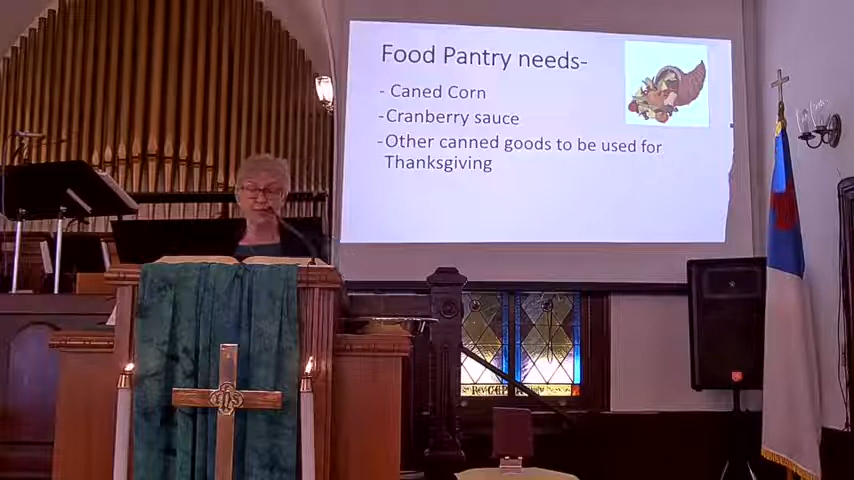 Food Pantry needs-
- Caned Corn
- Cranberry sauce
- Other canned goods to be used for
Thanksgiving